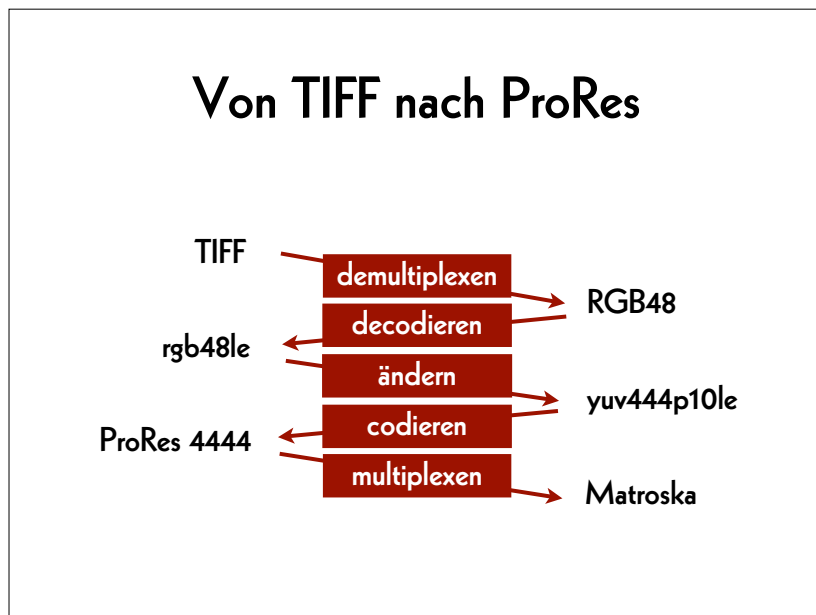 Von TIFF nach ProRes
TIFF
demultiplexen
RGB48
decodieren
rgb48le
ändern
yuv444p10le
codieren
ProRes 4444
multiplexen
Matroska